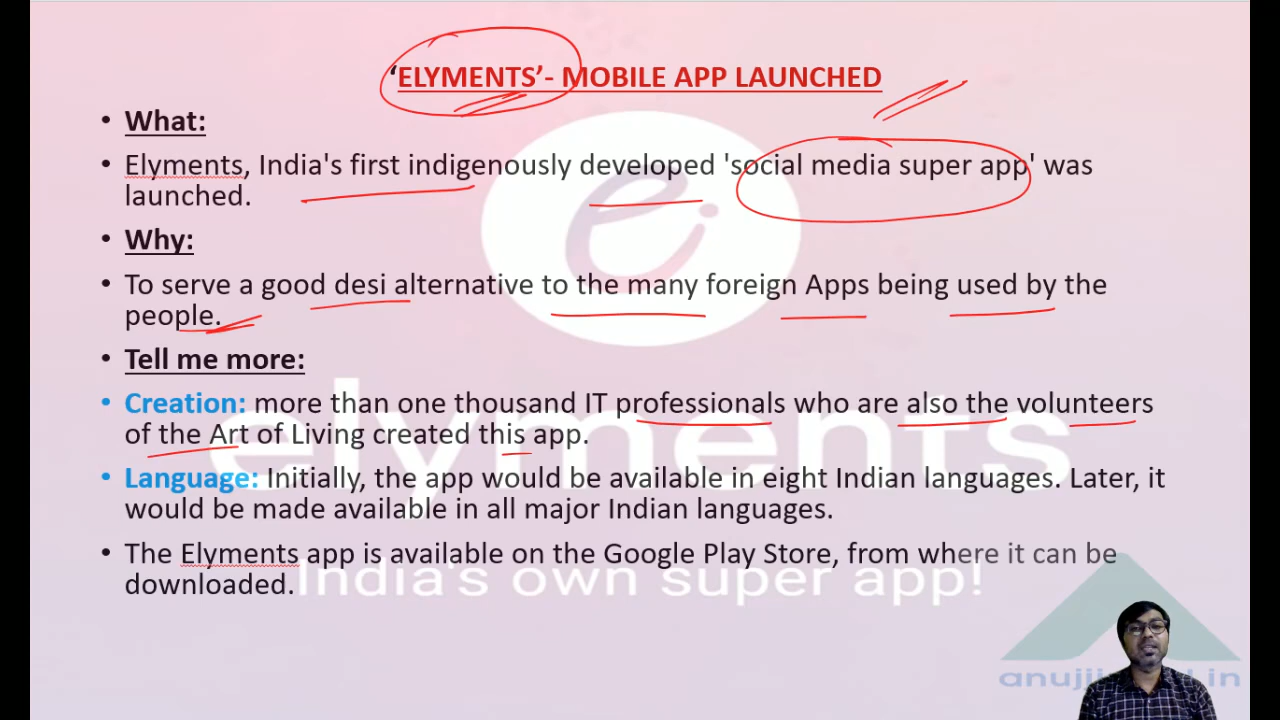 ‘ELYMENTS’- MOBILE APP LAUNCHED
• What:
• Elyments, India's first indigenously developed 'social media super app' was
launched.
• Why:
• To serve a good desi alternative to the many foreign Apps being used by the
people.
• Tell me more:
• Creation: more than one thousand IT professionals who are also the volunteers
of the Art of Living created this app.
• Language: Initially, the app would be available in eight Indian languages. Later, it
would be made available in all major Indian languages.
• The Elyments app is available on the Google Play Store, from where it can be
downloaded.
elyments
India's own super app!